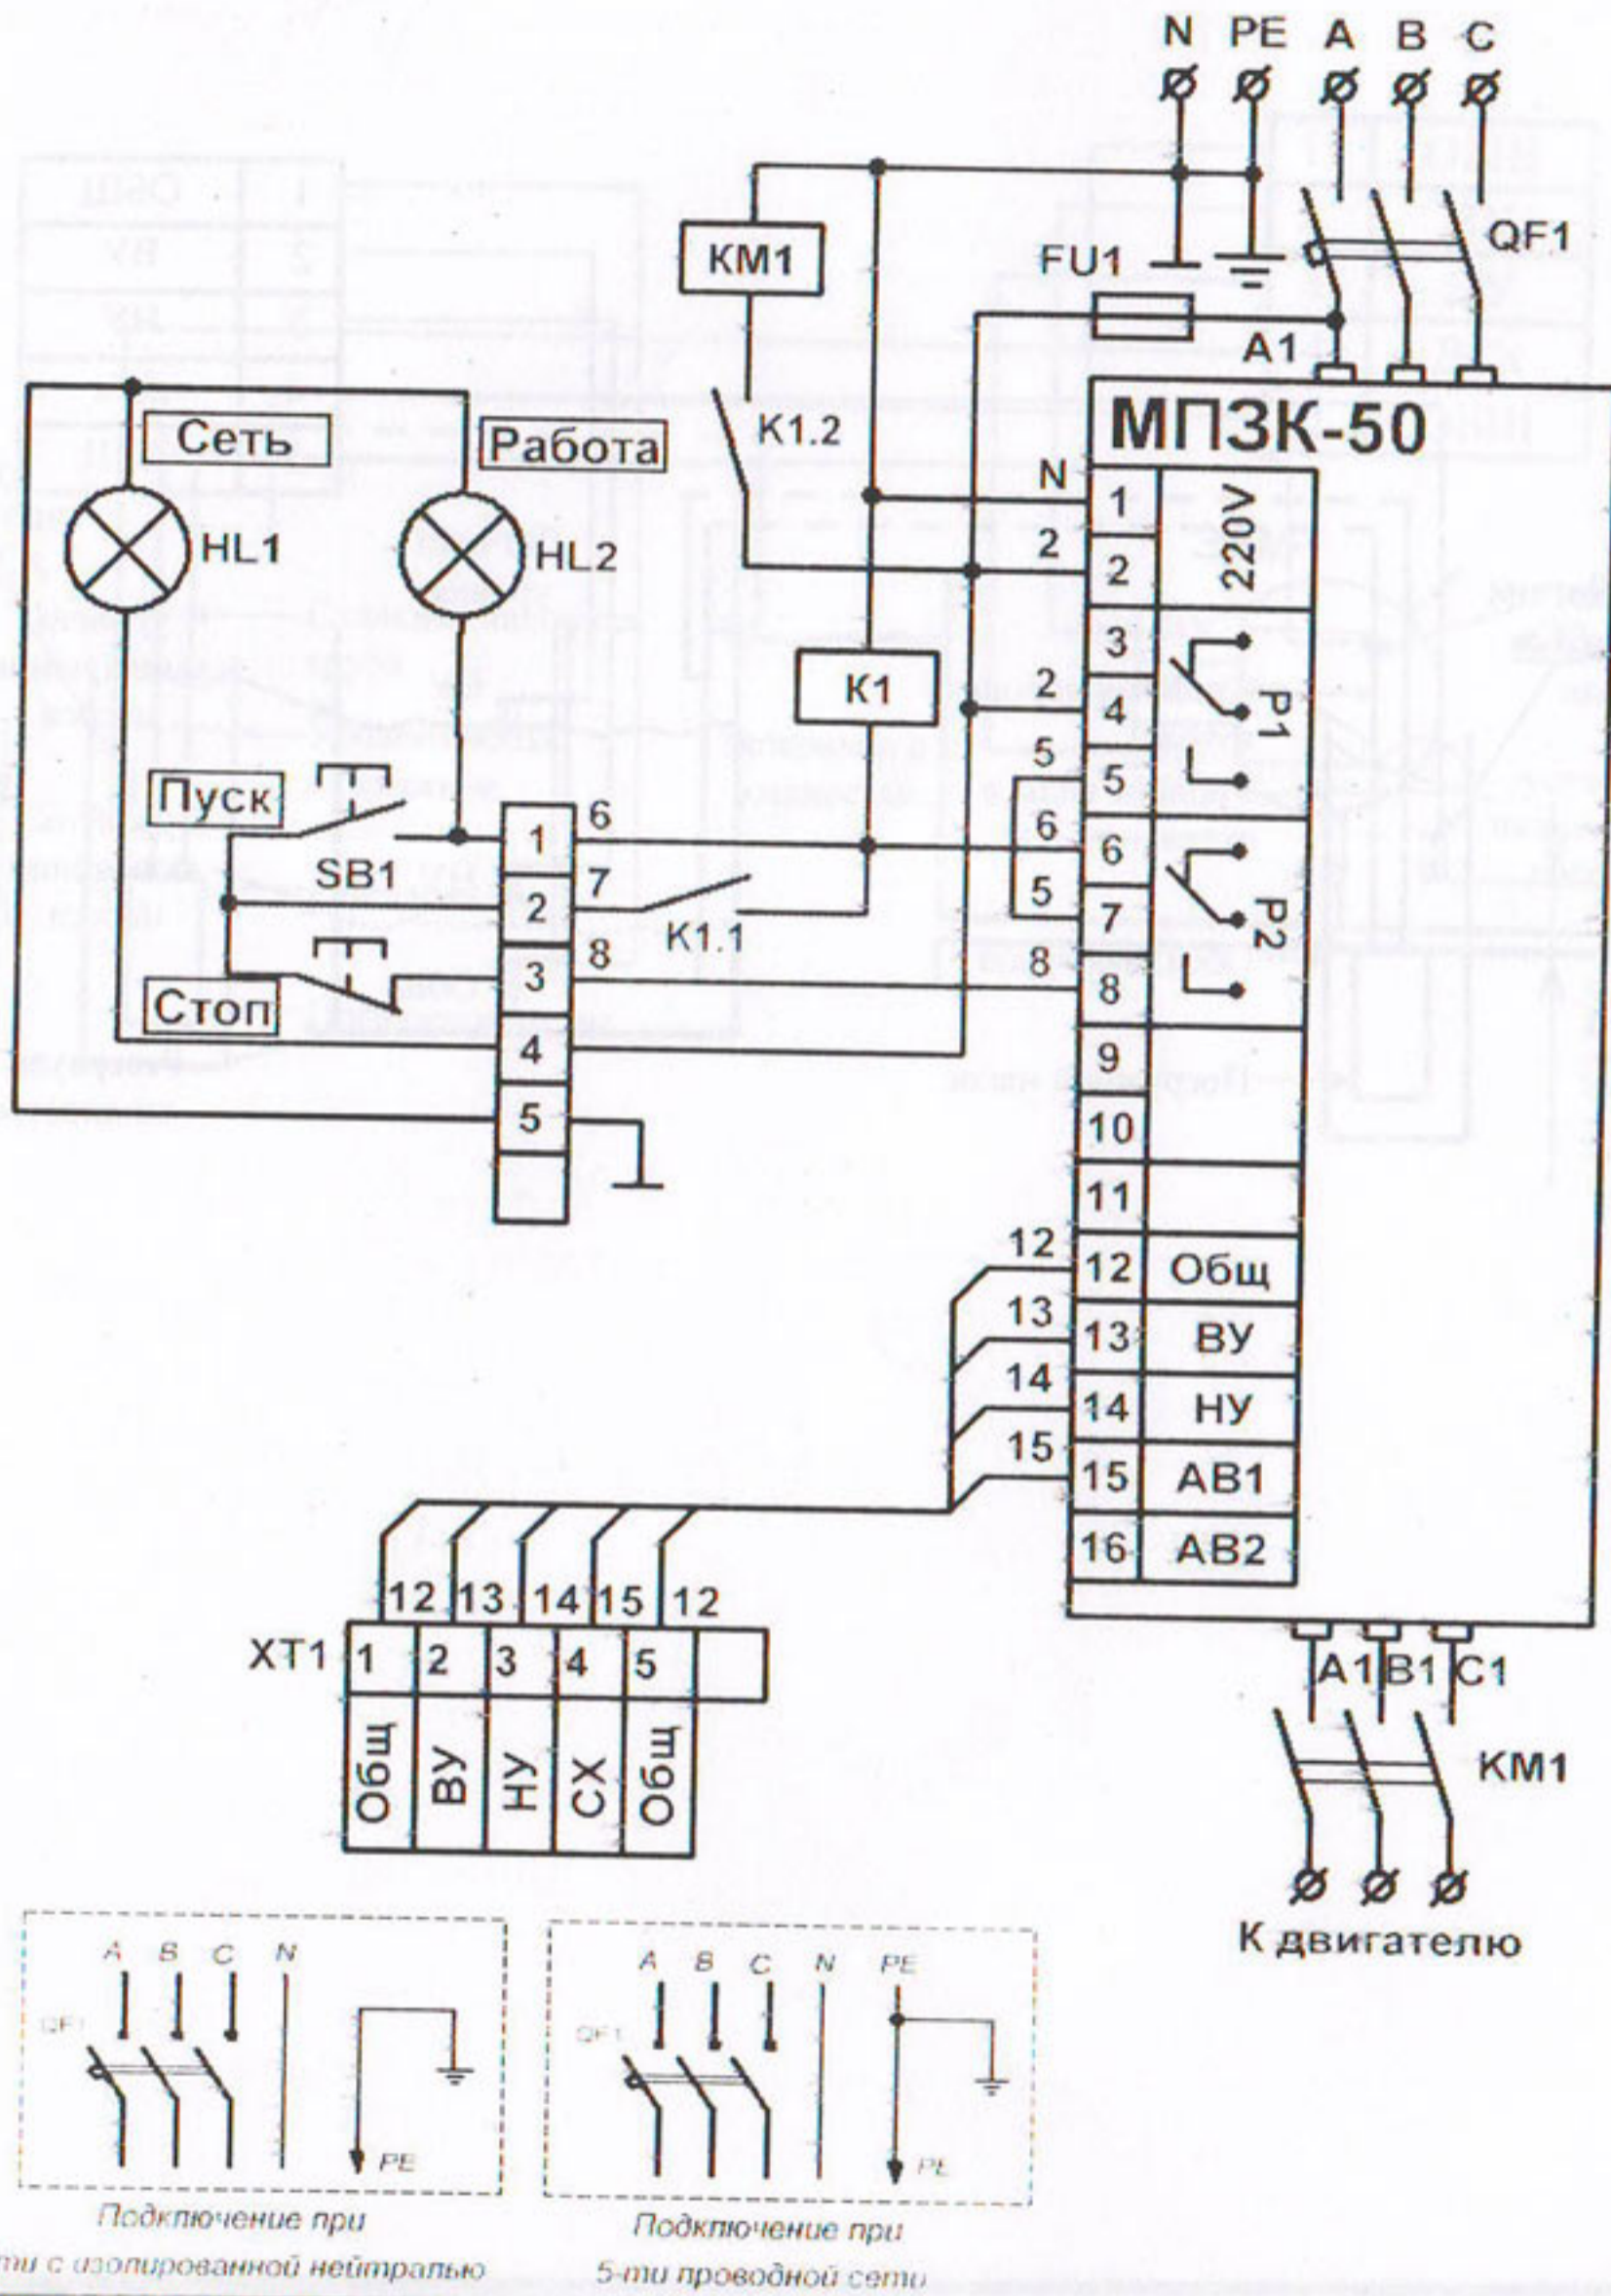 N PE A B C
QF1
KM1
FU1
A1
K1.2
МПЗК-50
Сеть
Работа
HL1
HL2
N
1
220V
2
2
3
2
4
P1
5
5
K1
Пуск
SB1
1
6
6
6
2
7
K1.1
5
7
P2
Стоп
3
8
8
8
4
5
9
10
11
12
12
Общ
13
13
ВУ
14
14
НУ
15
15
АВ1
16
АВ2
12 13 14 15 12
XT1
1 2 3 4 5
Общ
ВУ
НУ
СХ
Общ
A1 B1 C1
KM1
К двигателю
A B C N
QF1
PE
Подключение при
ти с изолированной нейтралью
A B C N PE
QF1
PE
Подключение при
5-ти проводной сети